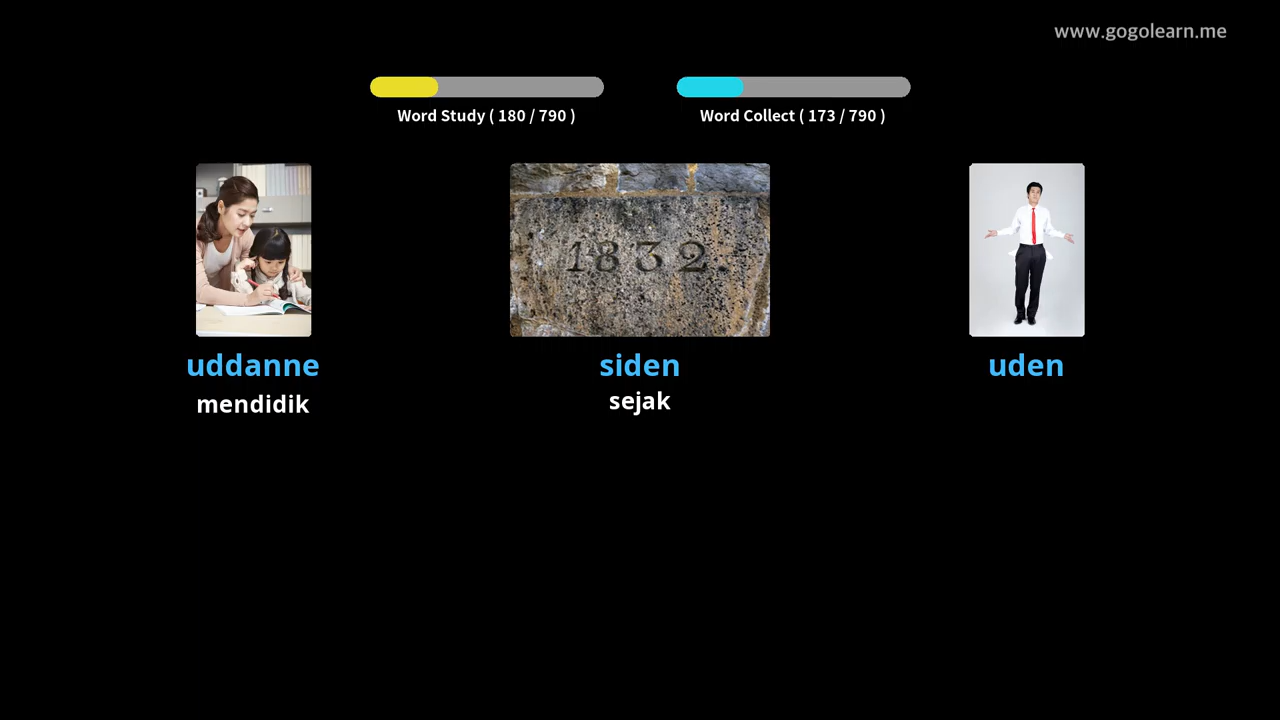 www.gogolearn.me
Word Study ( 180 / 790 )
Word Collect ( 173 / 790 )
1832.
uddanne
siden
uden
mendidik
sejak